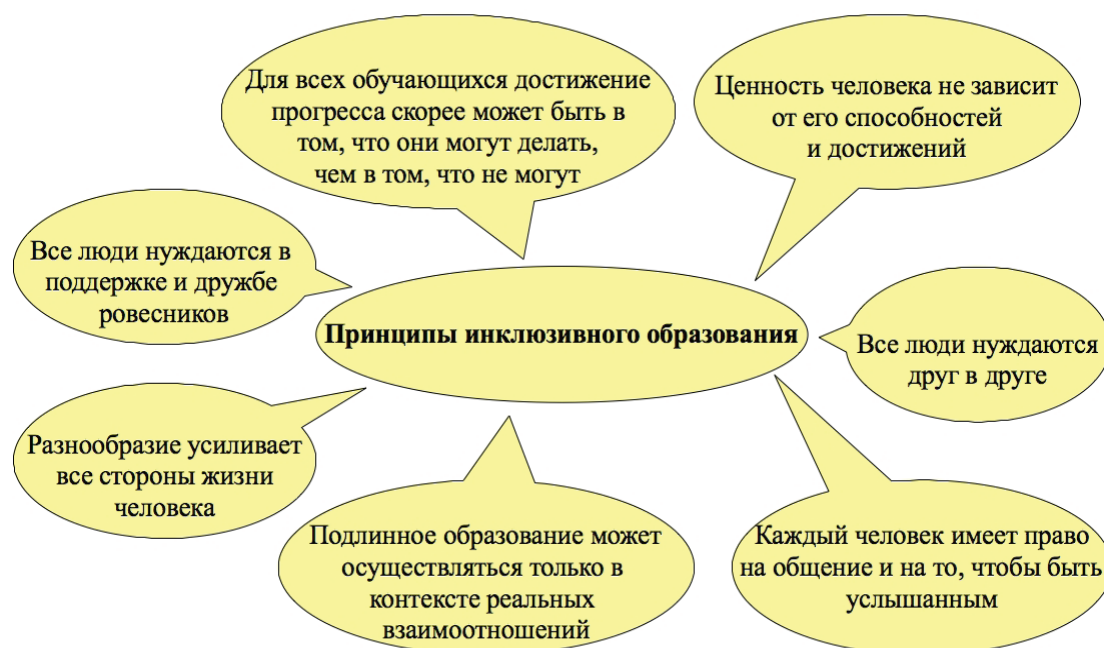 Для всех обучающихся достижение
прогресса скорее может быть в
том, что они могут делать,
чем в том, что не могут
Ценность человека не зависит
от его способностей
и достижений
Все люди нуждаются в
поддержке и дружбе
ровесников
Принципы инклюзивного образования
Все люди нуждаются
друг в друге
Разнообразие усиливает
все стороны жизни
человека
Подлинное образование может
осуществляться только в
контексте реальных
взаимоотношений
Каждый человек имеет право
на общение и на то, чтобы быть
услышанным